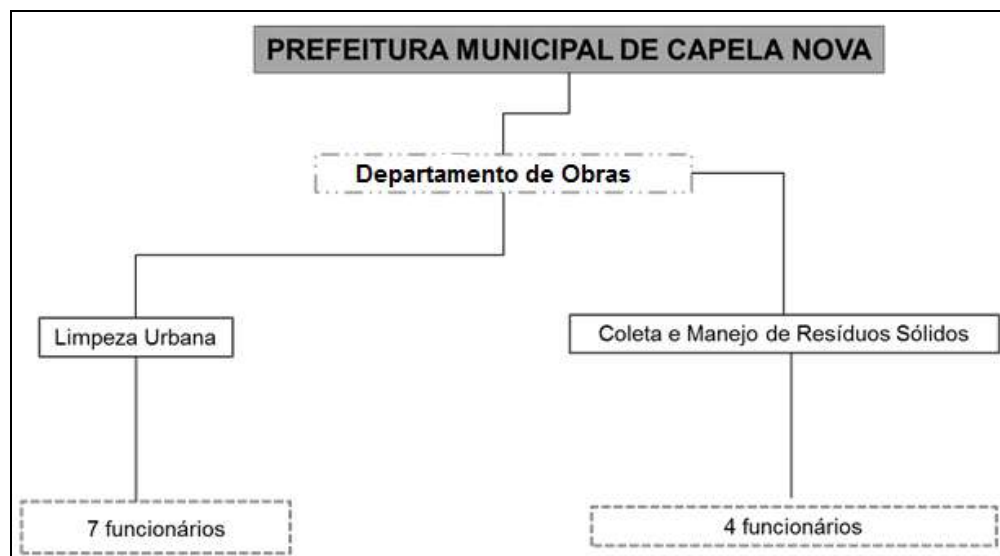 PREFEITURA MUNICIPAL DE CAPELA NOVA
Departamento de Obras
Limpeza Urbana
Coleta e Manejo de Resíduos Sólidos
7 funcionários
4 funcionários